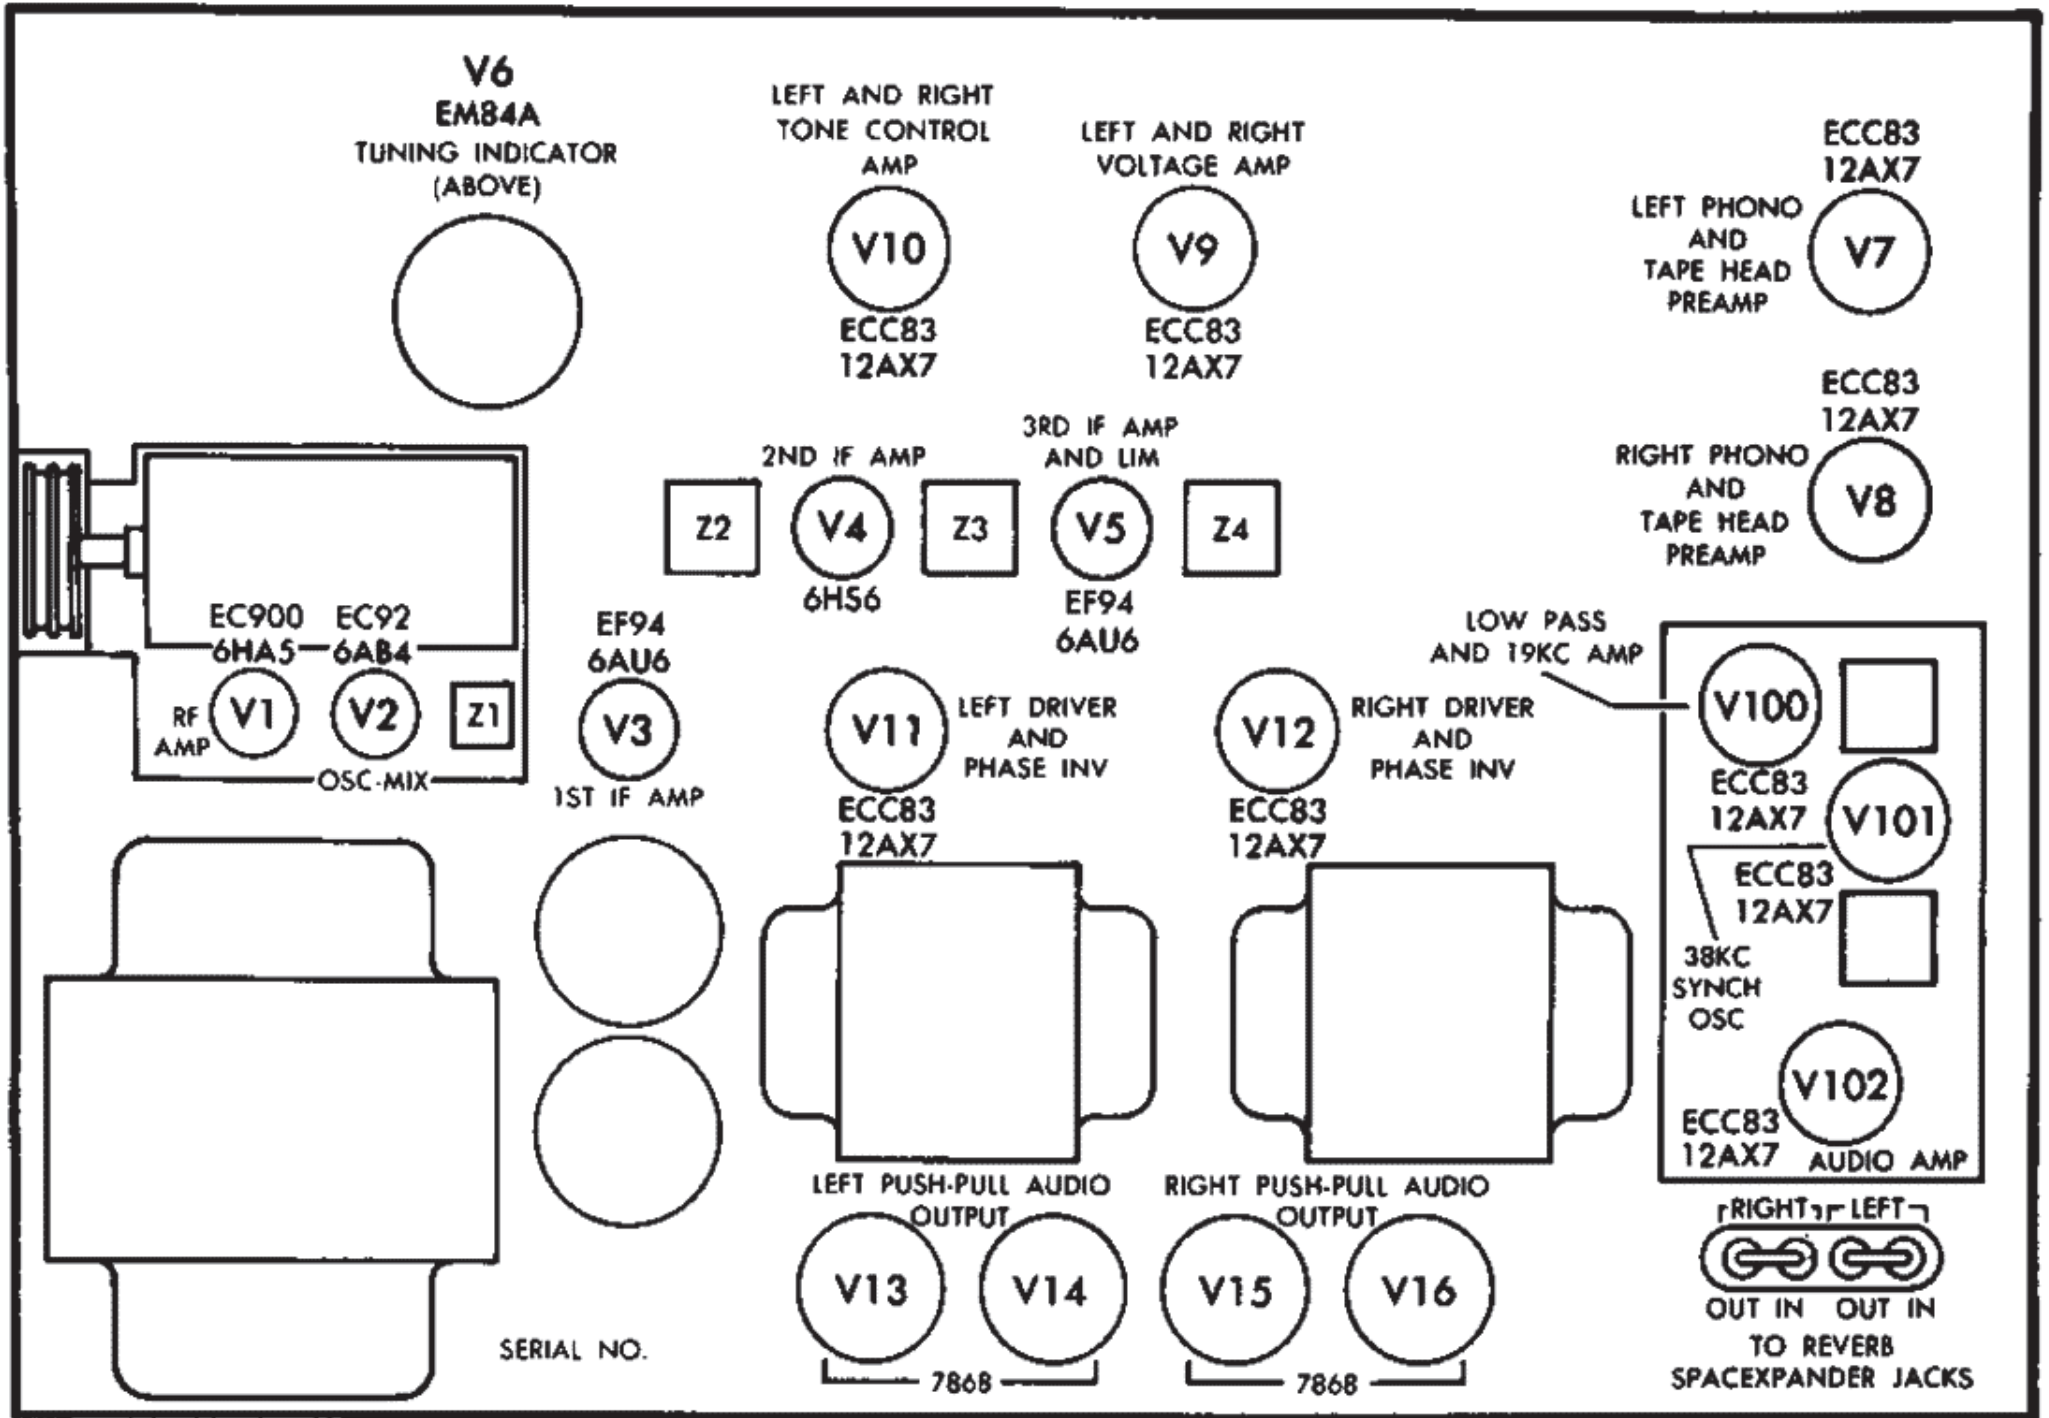 V6
EM84A
TUNING INDICATOR
(ABOVE)
LEFT AND RIGHT
TONE CONTROL
AMP
V10
ECC83
12AX7
LEFT AND RIGHT
VOLTAGE AMP
V9
ECC83
12AX7
ECC83
12AX7
LEFT PHONO
AND
TAPE HEAD
PREAMP
V7
ECC83
12AX7
RIGHT PHONO
AND
TAPE HEAD
PREAMP
V8
Z2
2ND IF AMP
V4
6HS6
Z3
3RD IF AMP
AND LIM
V5
EF94
6AU6
Z4
EC900
6HA5
RF
AMP
V1
EC92
6AB4
V2
OSC-MIX
Z1
EF94
6AU6
V3
1ST IF AMP
V11
LEFT DRIVER
AND
PHASE INV
ECC83
12AX7
V12
RIGHT DRIVER
AND
PHASE INV
ECC83
12AX7
LOW PASS
AND 19KC AMP
V100
ECC83
12AX7
V101
ECC83
12AX7
38KC
SYNCH
OSC
V102
ECC83
12AX7
AUDIO AMP
LEFT PUSH-PULL AUDIO
OUTPUT
V13
V14
7868
RIGHT PUSH-PULL AUDIO
OUTPUT
V15
V16
7868
RIGHT LEFT
OUT IN OUT IN
TO REVERB
SPACEXPANDER JACKS
SERIAL NO.